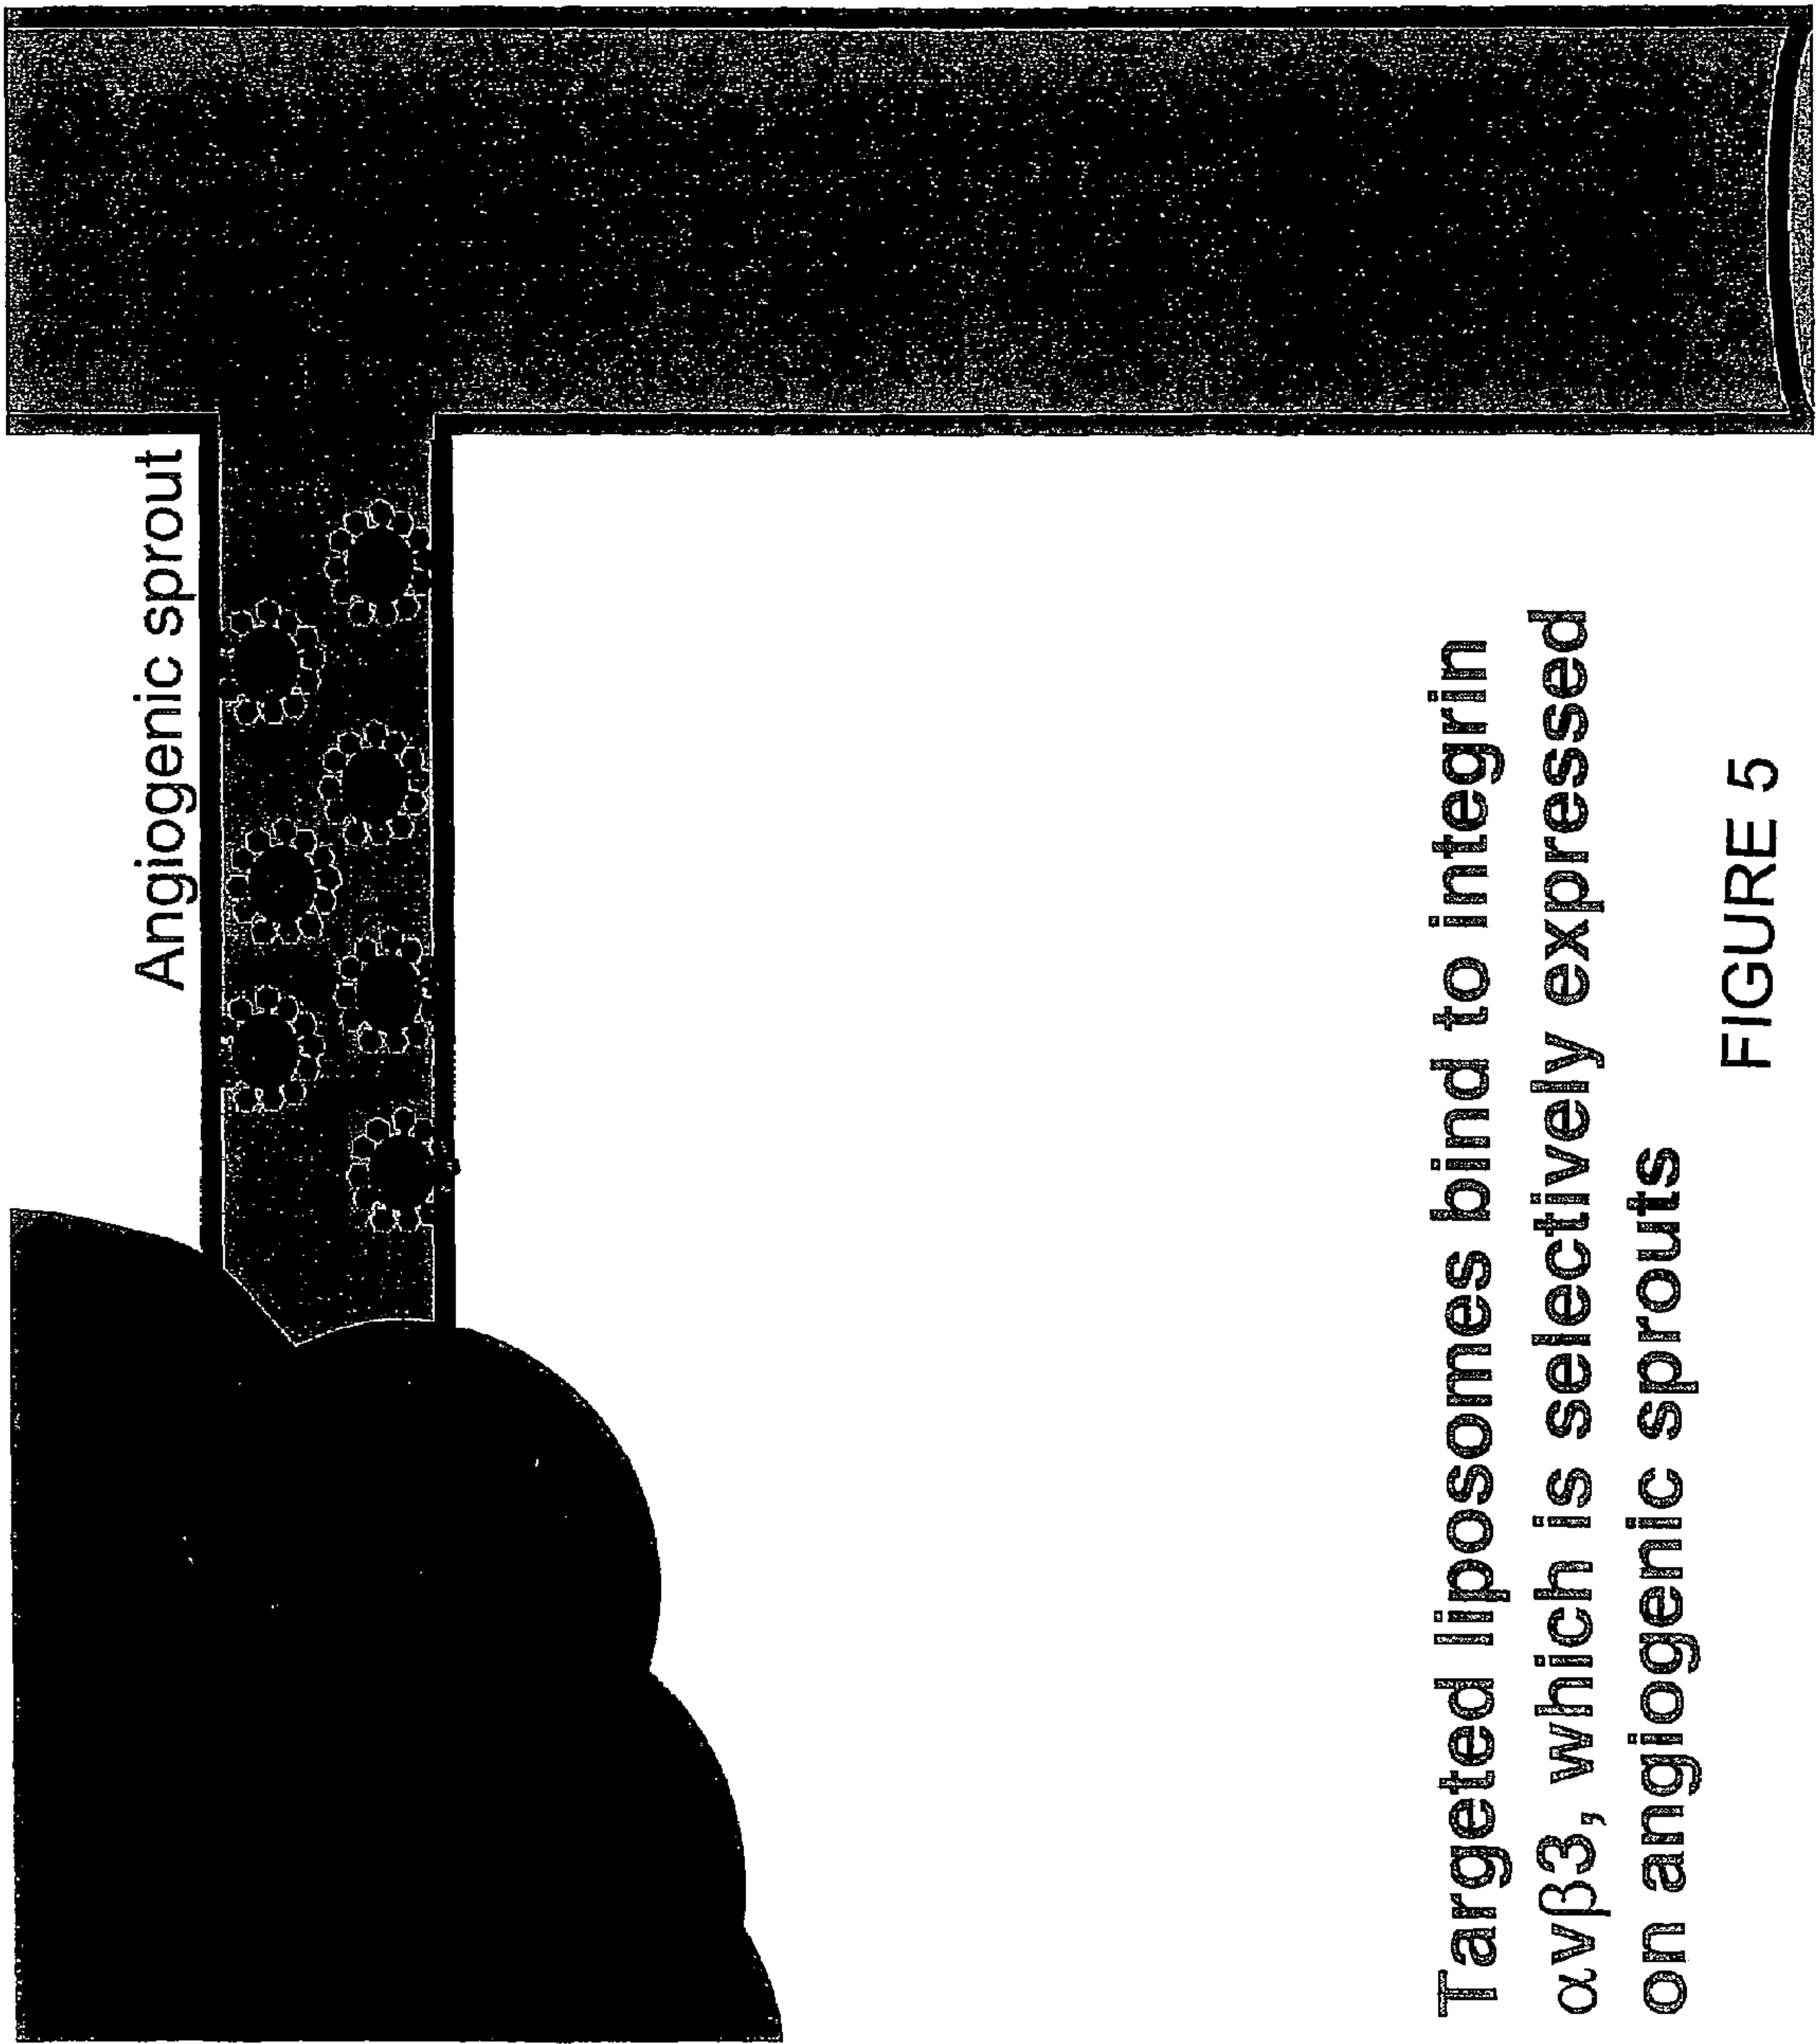 Angiogenic sprout
Targeted liposomes bind to integrin
αvβ3, which is selectively expressed
on angiogenic sprouts
FIGURE 5